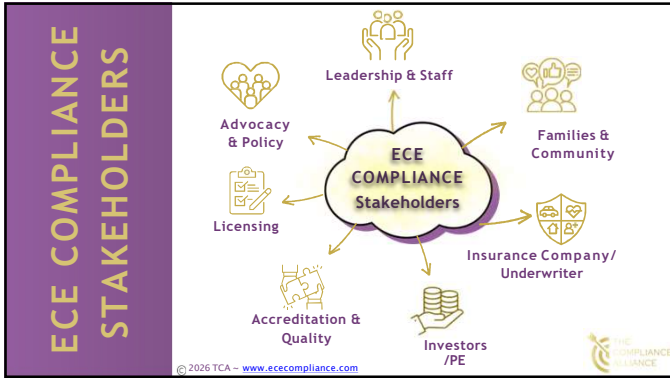 ECE COMPLIANCE
STAKEHOLDERS
Leadership & Staff
Advocacy
& Policy
Families &
Community
ECE
COMPLIANCE
Stakeholders
Licensing
Insurance Company/
Underwriter
Accreditation &
Quality
Investors
/PE
© 2026 TCA ~ www.ececompliance.com
THE
COMPLIANCE
ALLIANCE